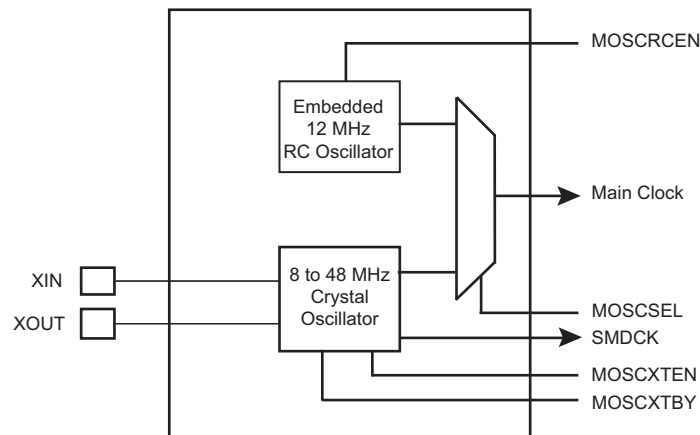 MOSCRCEN
Embedded
12 MHz
RC Oscillator
Main Clock
XIN
8 to 48 MHz
Crystal
Oscillator
XOUT
MOSCSEL
SMDCK
MOSCXTEN
MOSCXTBY